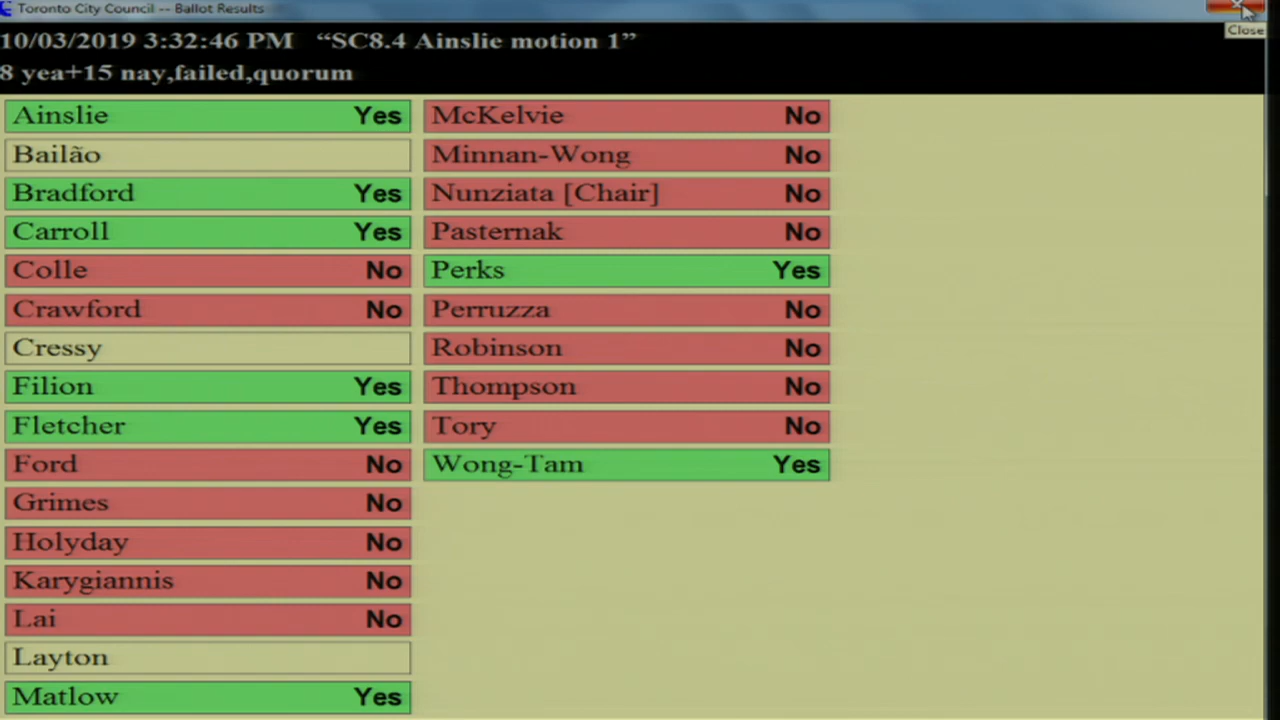 Toronto City Council -- Ballot Results
Close
10/03/2019 3:32:46 PM “SC8.4 Ainslie motion 1”
8 yea+15 nay,failed,quorum
Ainslie Yes
Bailão
Bradford Yes
Carroll Yes
Colle No
Crawford No
Cressy
Filion Yes
Fletcher Yes
Ford No
Grimes No
Holyday No
Karygiannis No
Lai No
Layton
Matlow Yes
McKelvie No
Minnan-Wong No
Nunziata [Chair] No
Pasternak No
Perks Yes
Perruzza No
Robinson No
Thompson No
Tory No
Wong-Tam Yes